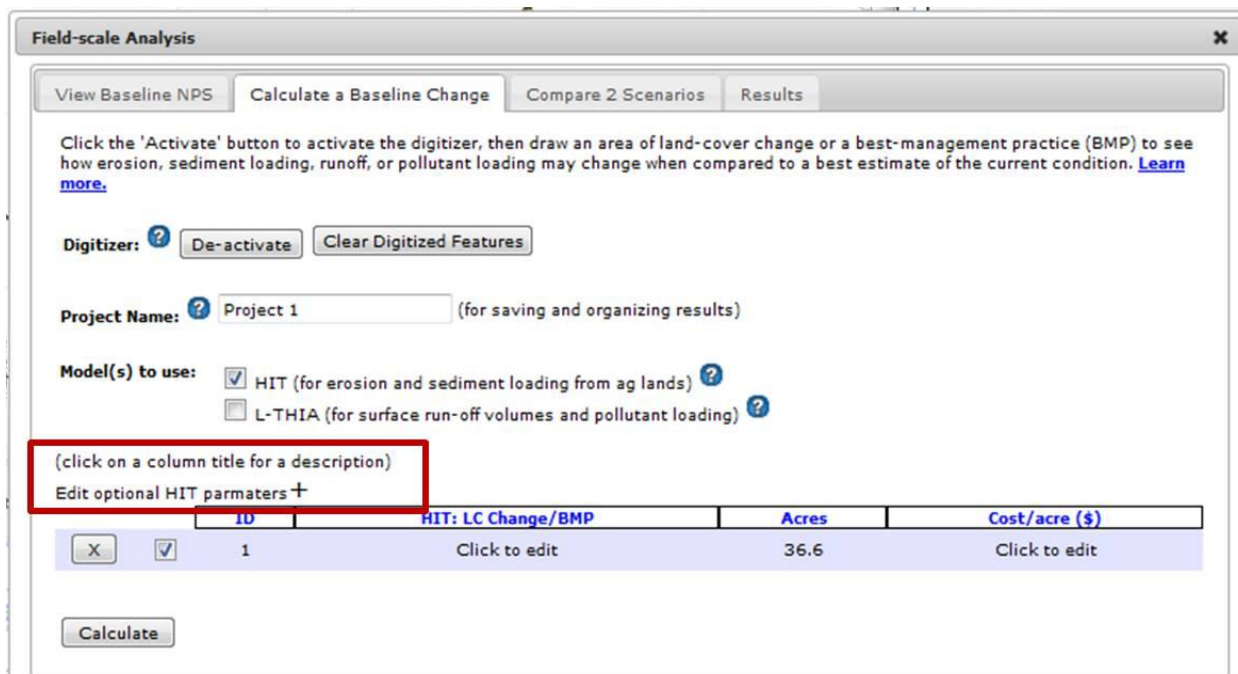 Field-scale Analysis ✖
View Baseline NPS Calculate a Baseline Change Compare 2 Scenarios Results
Click the 'Activate' button to activate the digitizer, then draw an area of land-cover change or a best-management practice (BMP) to see
how erosion, sediment loading, runoff, or pollutant loading may change when compared to a best estimate of the current condition. Learn
more.
Digitizer: ? De-activate Clear Digitized Features
Project Name: ? Project 1 (for saving and organizing results)
Model(s) to use: HIT (for erosion and sediment loading from ag lands) ?
L-THIA (for surface run-off volumes and pollutant loading) ?
(click on a column title for a description)
Edit optional HIT parmaters +
ID HIT: LC Change/BMP Acres Cost/acre ($)
X 1 Click to edit 36.6 Click to edit
Calculate